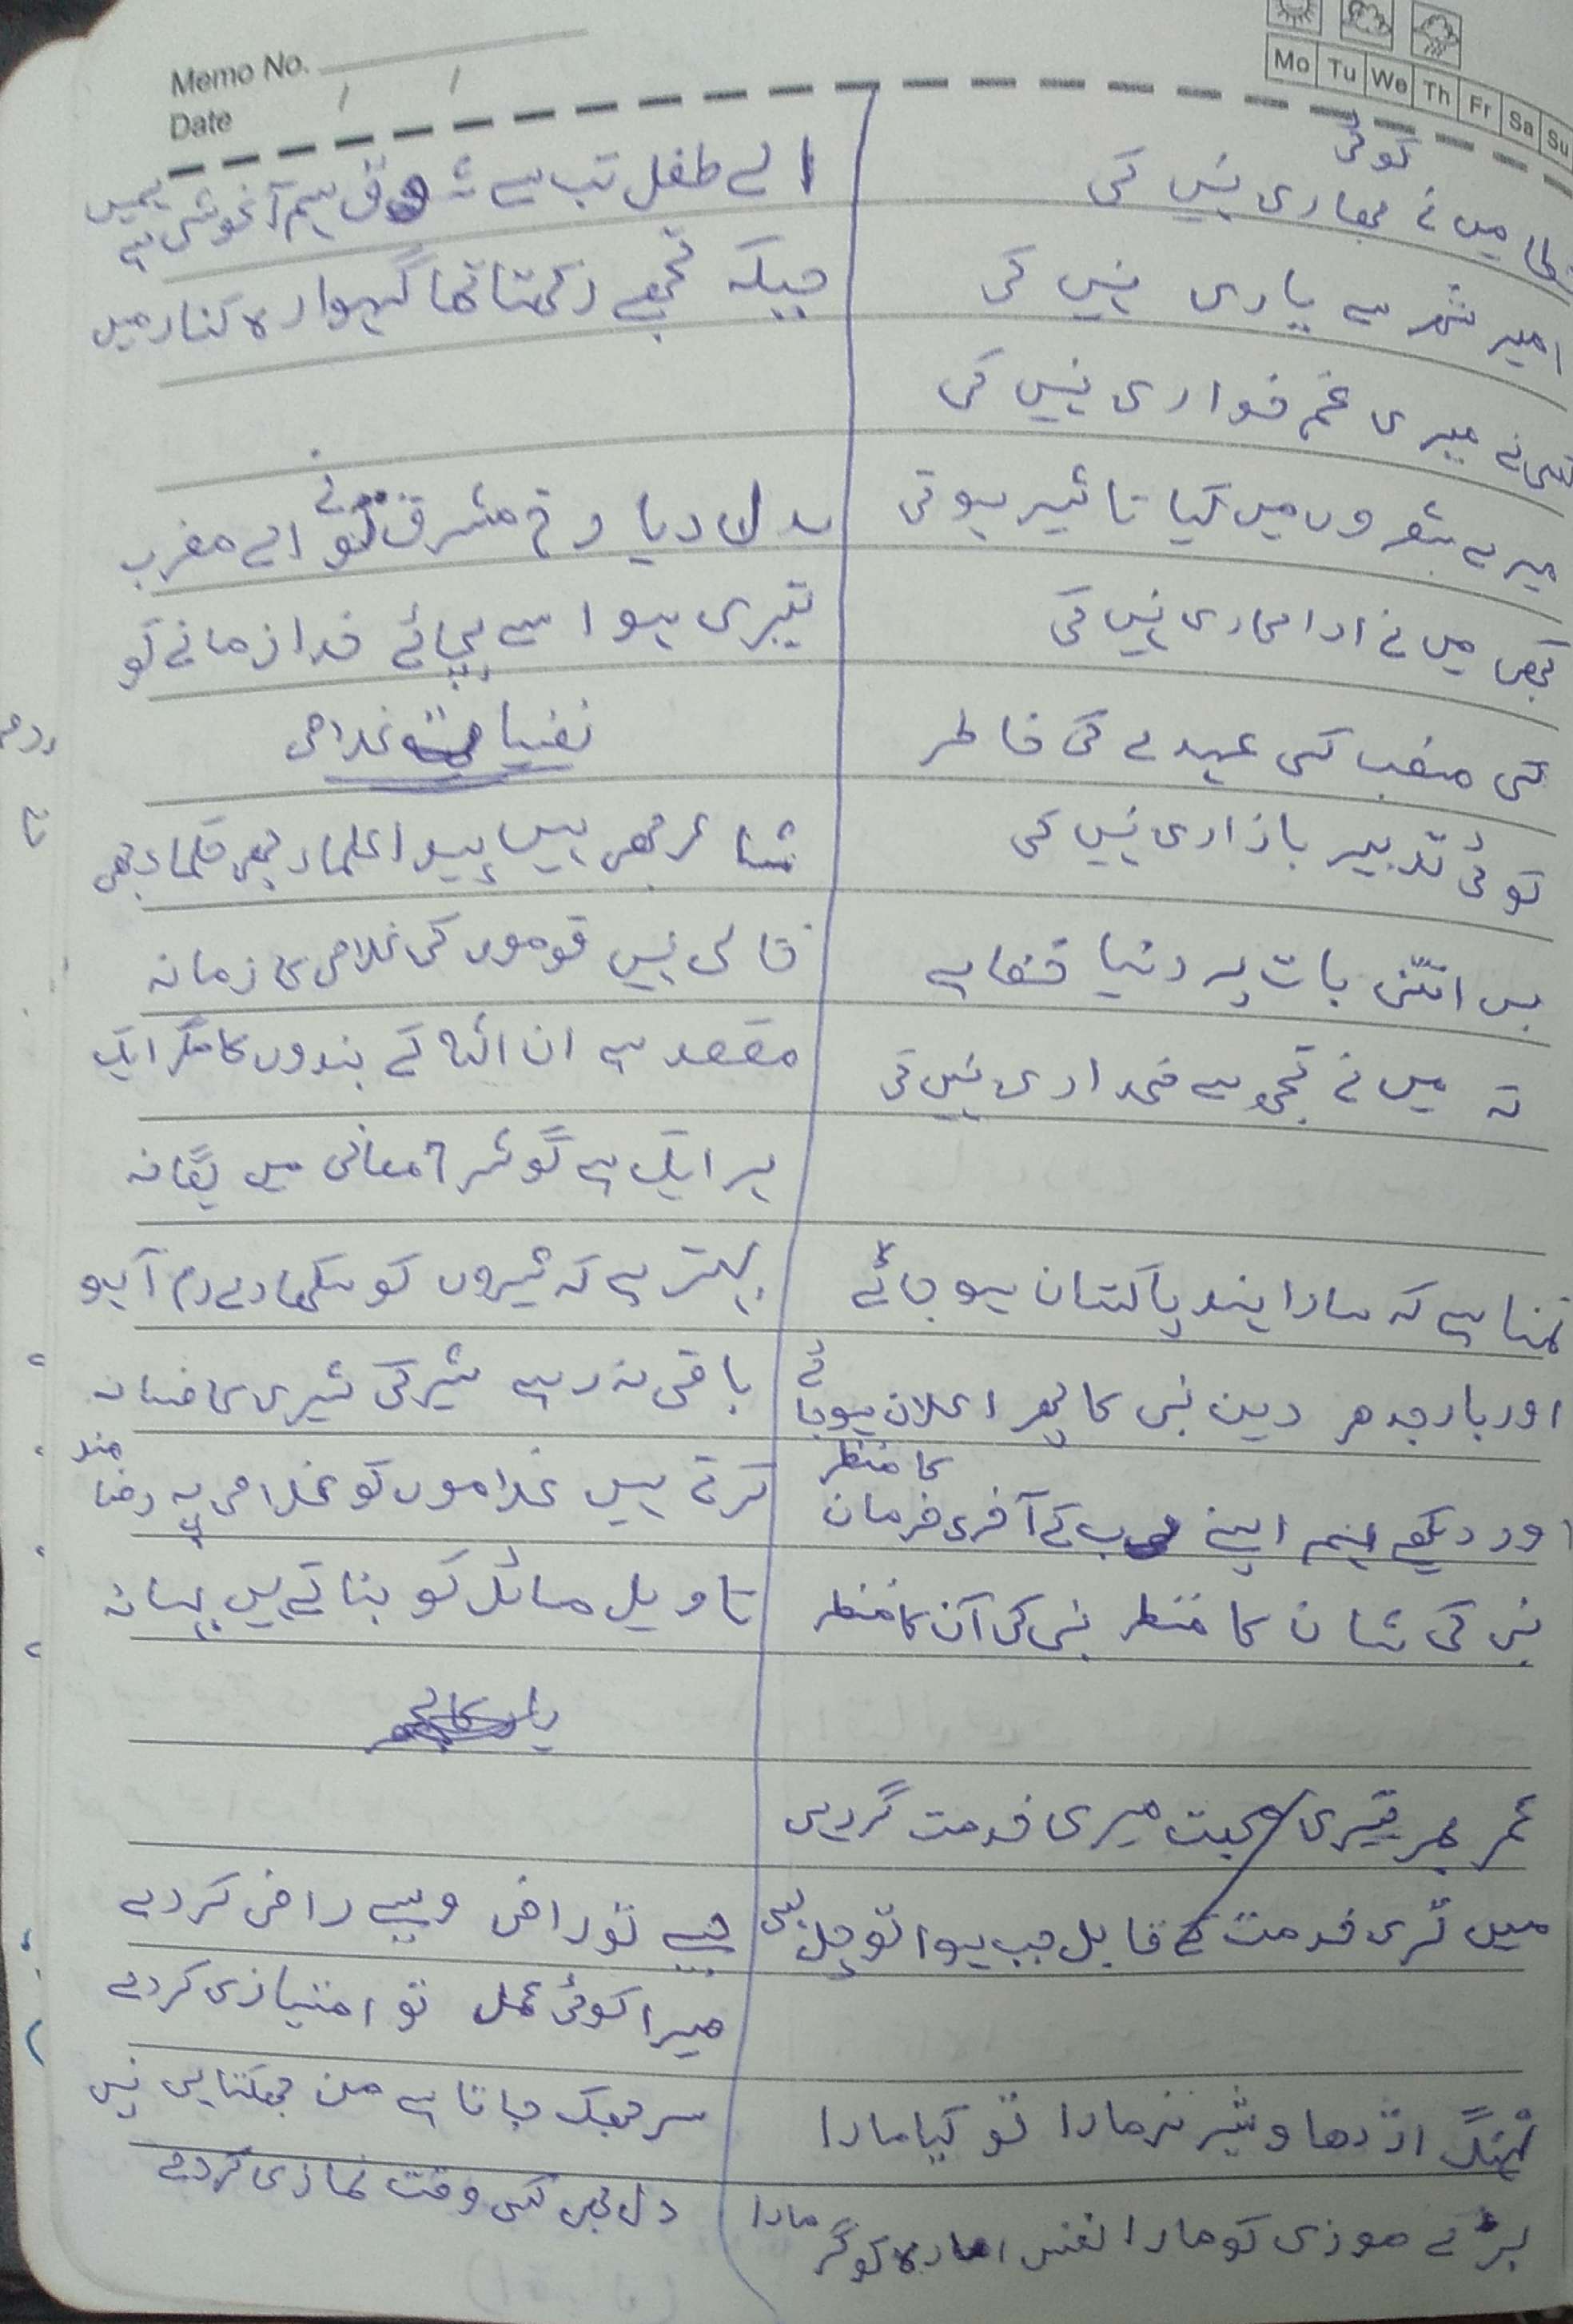 Memo No.
Date / /
Mo Tu We Th Fr Sa Su
کوئی
خطا میں نے بھاری نہیں کی
امیر شہر سے یاری نہیں کی
کسی نے میری غم خواری نہیں کی
میرے شعروں میں کیا تاثیر ہوتی
کبھی میں نے اداکاری نہیں کی
کسی منصب کسی عہدے کی خاطر
کوئی تدبیر بازاری نہیں کی
بس اتنی بات پر دنیا خفا ہے
کہ میں نے تجھ سے غداری نہیں کی
تمنا ہے کہ سارا ہند پاکستان ہو جائے
اور بار دین نبی کا پھر اعلان ہو جائے
اور دیکھے اپنے کے آخری فرمان کا منظر
نبی کی شان کا منظر نبی کی آن کا منظر
عمر بھر تیری محبت میری خدمت گر رہی
میں تری خدمت کے قابل جب ہوا تو چل بسی
نہنگ و اژدھا و شیر نر مارا تو کیا مارا
بڑے موذی کو مارا نفس امارہ کو گر مارا
اے طفل تب سے شوق ہم آغوشی ہے ہمیں
جبکہ تجھے رکھتا تھا گہوارہ کنار میں
بدل دیا رخ مشرق کو نے اے مغرب
تیری ہوا سے بچائے خدا زمانے کو
نفسیات غلامی
شاعر بھی ہیں پیدا علماء بھی حکماء بھی
خالی نہیں قوموں کی غلامی کا زمانہ
مقصد ہے ان اللہ کے بندوں کا مگر ایک
ہر ایک ہے گو شرح معانی میں یگانہ
بہتر ہے کہ شیروں کو سکھا دے رم آہو
باقی نہ رہے شیر کی شیری کا فسانہ
کرتے ہیں غلاموں کو غلامی پہ رضا مند
تاویل مسائل کو بناتے ہیں بہانہ
جیسے تو راضی ویسے راضی کر دے
میرا کوئی عمل تو امتیازی کر دے
سر جھک جاتا ہے من جھکتا ہی نہیں
دل بھی کسی وقت نمازی کر دے